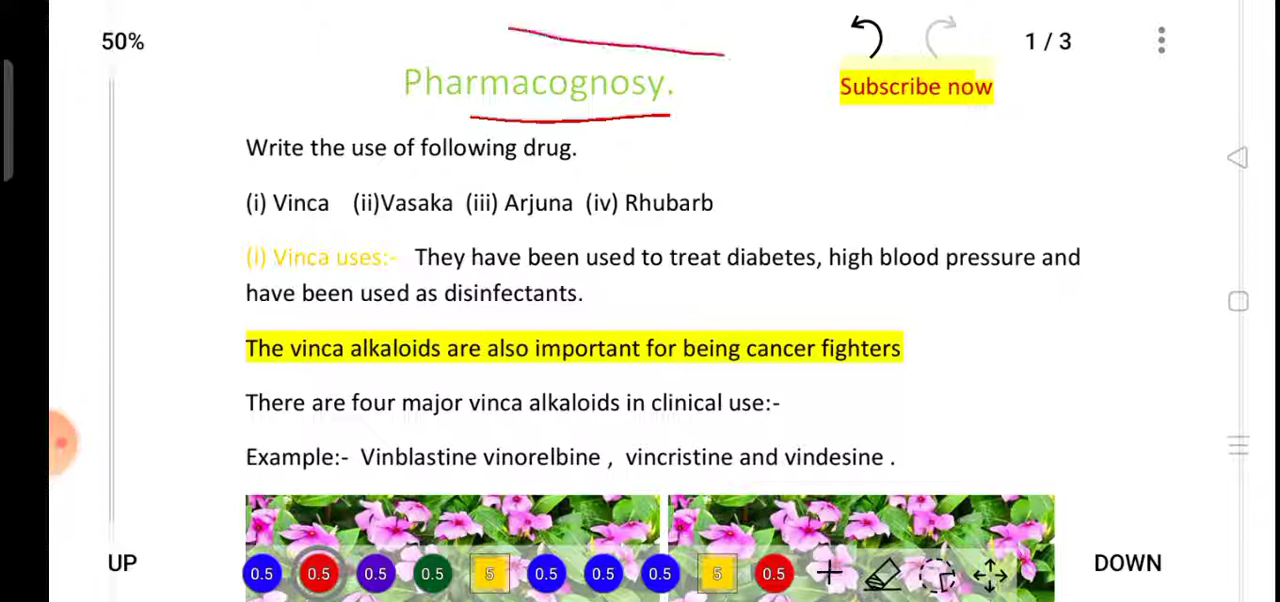 50%
1 / 3
Pharmacognosy.
Subscribe now
Write the use of following drug.
(i) Vinca (ii)Vasaka (iii) Arjuna (iv) Rhubarb
(i) Vinca uses:- They have been used to treat diabetes, high blood pressure and
have been used as disinfectants.
The vinca alkaloids are also important for being cancer fighters
There are four major vinca alkaloids in clinical use:-
Example:- Vinblastine vinorelbine , vincristine and vindesine .
UP
DOWN
0.5 0.5 0.5 0.5 5 0.5 0.5 0.5 5 0.5